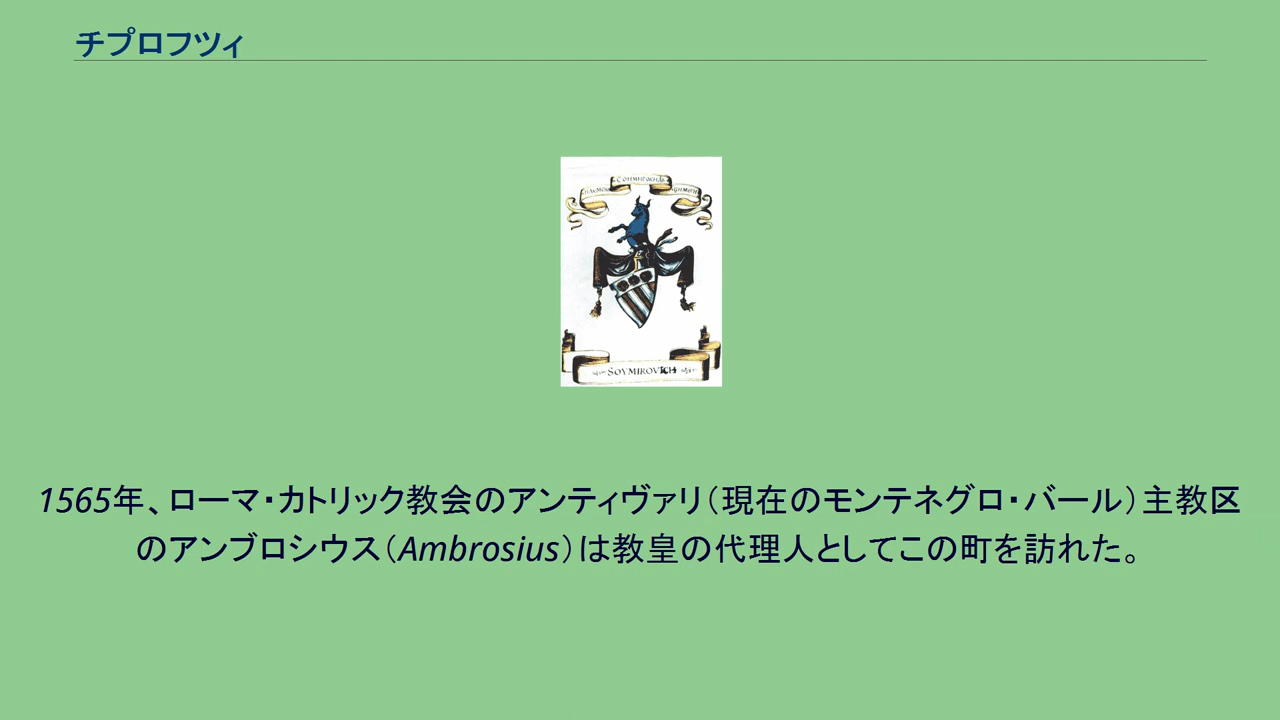 チプロフツィ
SOYMIROVICH
1565年、ローマ・カトリック教会のアンティヴァリ（現在のモンテネグロ・バール）主教区
のアンブロシウス（Ambrosius）は教皇の代理人としてこの町を訪れた。